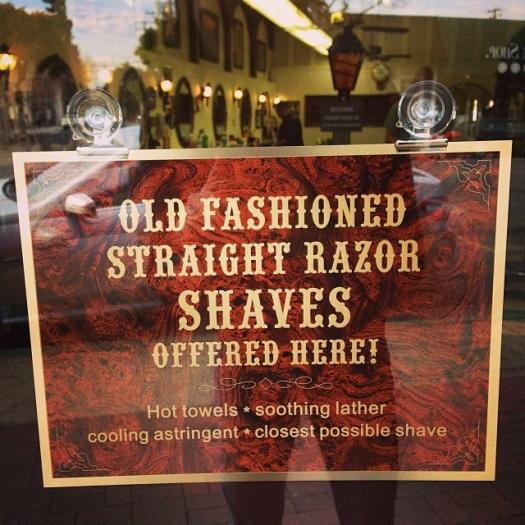 OLD FASHIONED
STRAIGHT RAZOR
SHAVES
OFFERED HERE!
Hot towels * soothing lather
cooling astringent * closest possible shave